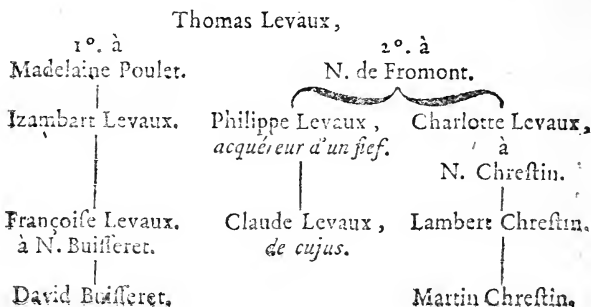 Thomas Levaux,
1°. à
Madelaine Poulet.
2°. à
N. de Fromont.
Izambart Levaux.
Philippe Levaux,
acquéreur d'un fief.
Charlotte Levaux,
à
N. Chreſtin.
Françoiſe Levaux.
à N. Buiſſeret.
Claude Levaux,
de cujus.
Lambert Chreſtin.
David Buiſſeret.
Martin Chreſtin.